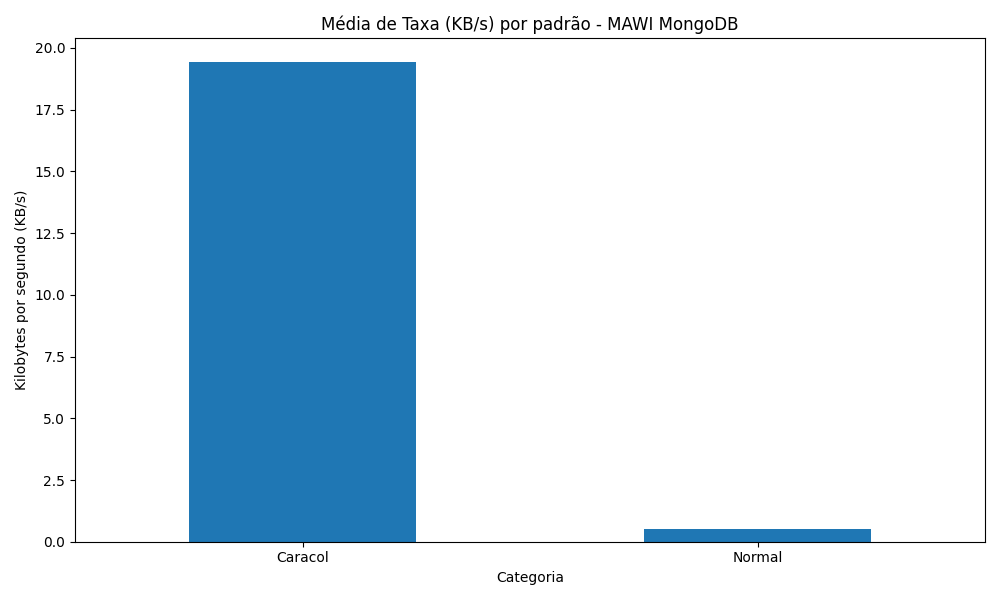 Média de Taxa (KB/s) por padrão - MAWI MongoDB
Kilobytes por segundo (KB/s)
20.0
17.5
15.0
12.5
10.0
7.5
5.0
2.5
0.0
Caracol
Normal
Categoria